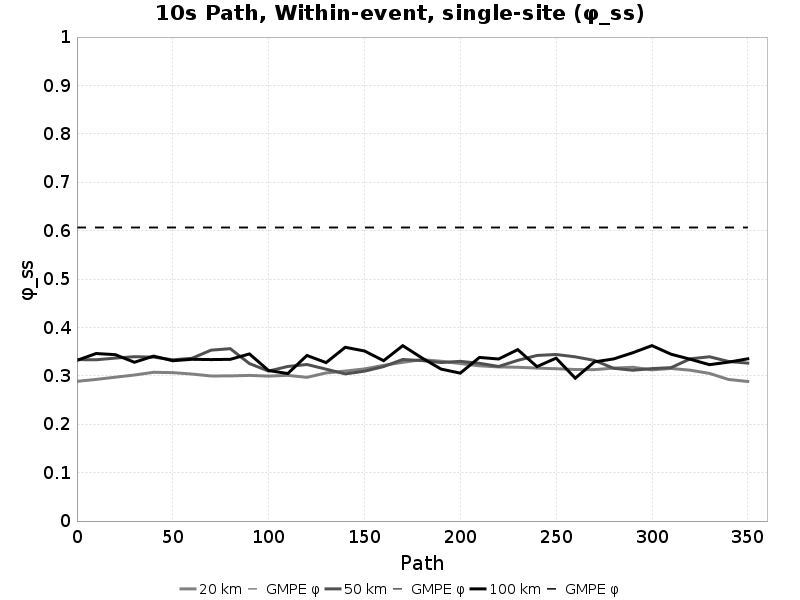 10s Path, Within-event, single-site (φ_ss)
1
0.9
0.8
0.7
0.6
0.5
0.4
0.3
0.2
0.1
0
φ_ss
0 50 100 150 200 250 300 350
Path
20 km GMPE φ 50 km GMPE φ 100 km GMPE φ